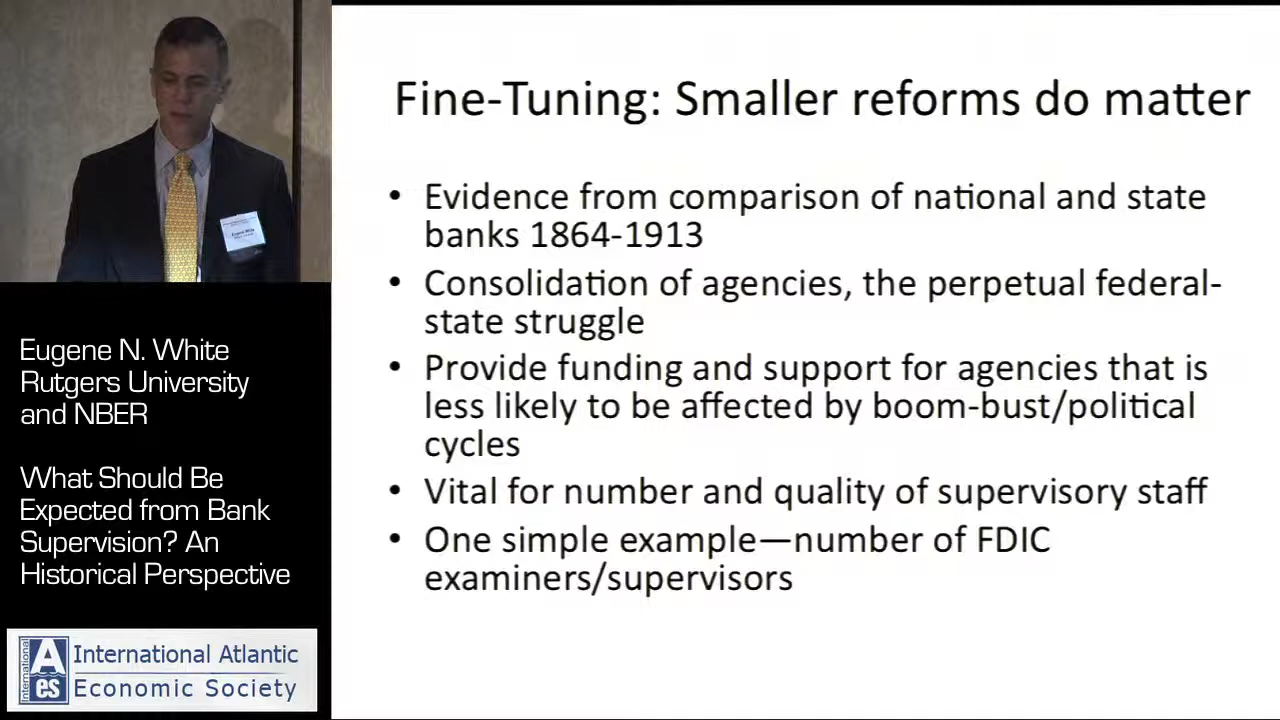 Fine-Tuning: Smaller reforms do matter
• Evidence from comparison of national and state
banks 1864-1913
• Consolidation of agencies, the perpetual federal-
state struggle
• Provide funding and support for agencies that is
less likely to be affected by boom-bust/political
cycles
• Vital for number and quality of supervisory staff
• One simple example—number of FDIC
examiners/supervisors
Eugene N. White
Rutgers University
and NBER
What Should Be
Expected from Bank
Supervision? An
Historical Perspective
International
A
es
International Atlantic
Economic Society
Eugene White